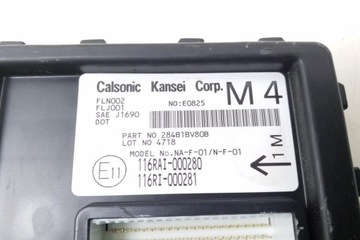 Calsonic Kansei Corp.
M4
FLN002
FLJ001
SAE J1690
DOT
NO:E0825
PART NO 284B1BV80B
LOT NO 4718
MODEL No.NA-F-01/N-F-01
E11
116RAI-000280
116RI-000281
1M